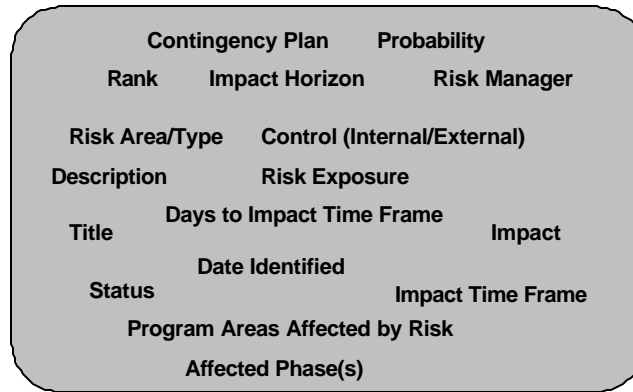 Contingency Plan Probability
Rank Impact Horizon Risk Manager
Risk Area/Type Control (Internal/External)
Description Risk Exposure
Days to Impact Time Frame
Title Impact
Date Identified
Status Impact Time Frame
Program Areas Affected by Risk
Affected Phase(s)